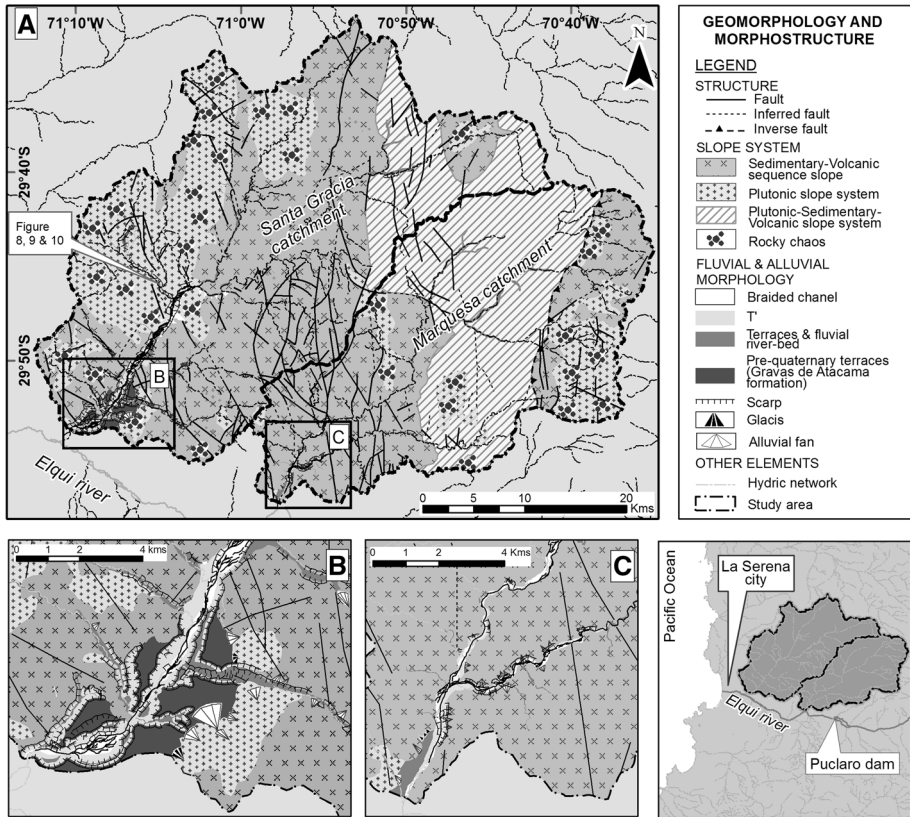 A
71°10'W
71°0'W
70°50'W
70°40'W
N
29°40'S
29°50'S
Santa Gracia
catchment
Marquesa catchment
Figure
8, 9 & 10
B
C
Elqui river
0 5 10 20
Kms
GEOMORPHOLOGY AND
MORPHOSTRUCTURE
LEGEND
STRUCTURE
Fault
Inferred fault
Inverse fault
SLOPE SYSTEM
Sedimentary-Volcanic
sequence slope
Plutonic slope system
Plutonic-Sedimentary-
Volcanic slope system
Rocky chaos
FLUVIAL & ALLUVIAL
MORPHOLOGY
Braided chanel
T'
Terraces & fluvial
river-bed
Pre-quaternary terraces
(Gravas de Atacama
formation)
Scarp
Glacis
Alluvial fan
OTHER ELEMENTS
Hydric network
Study area
0 1 2 4 kms
B
0 1 2 4 Kms
C
Pacific Ocean
La Serena
city
Elqui river
Puclaro dam